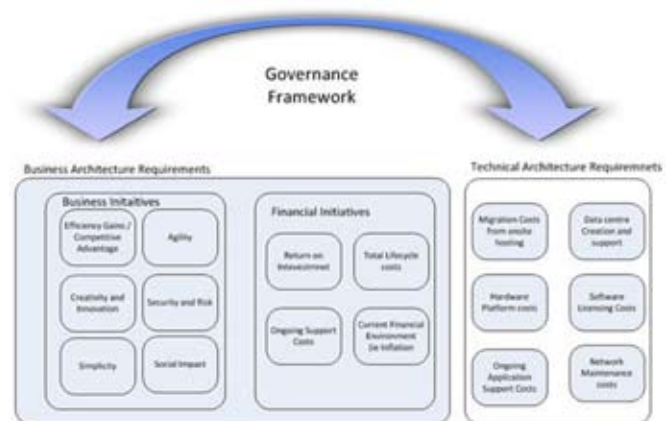 Governance
Framework
Business Architecture Requirements
Technical Architecture Requiremnets
Business Initaitives
Financial Initiatives
Efficiency Gains /
Competitive
Advantage
Agility
Creativity and
Innovation
Security and Risk
Simplicity
Social Impact
Return on
Total Lifecycle
costs
Ongoing Support
Costs
Current Financial
Environment
ie Inflation
Migration Costs
from onsite
hosting
Data centre
Creation and
support
Hardware
Platform costs
Software
Licensing Costs
Ongoing
Application
Support Costs
Network
Maintenance
costs